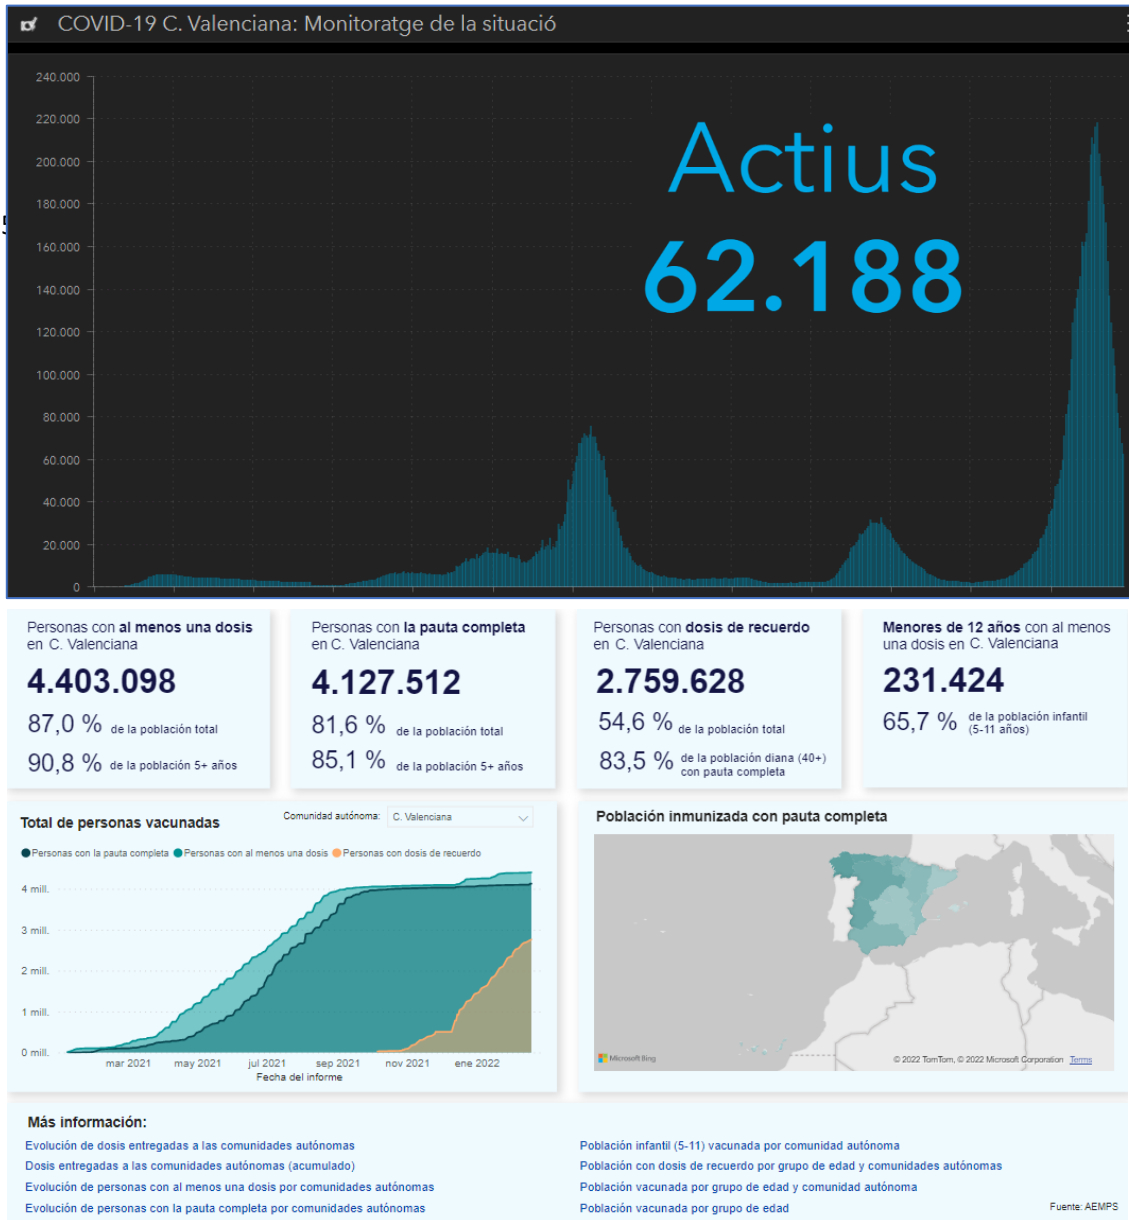 COVID-19 C. Valenciana: Monitoratge de la situació
240.000
220.000
200.000
180.000
160.000
140.000
120.000
100.000
80.000
60.000
40.000
20.000
0
Actius
62.188
Personas con al menos una dosis
en C. Valenciana
4.403.098
87,0 % de la población total
90,8 % de la población 5+ años
Personas con la pauta completa
en C. Valenciana
4.127.512
81,6 % de la población total
85,1 % de la población 5+ años
Personas con dosis de recuerdo
en C. Valenciana
2.759.628
54,6 % de la población total
83,5 % de la población diana (40+)
con pauta completa
Menores de 12 años con al menos
una dosis en C. Valenciana
231.424
65,7 % de la población infantil
(5-11 años)
Total de personas vacunadas
Comunidad autónoma: C. Valenciana
Personas con la pauta completa Personas con al menos una dosis Personas con dosis de recuerdo
4 mill.
3 mill.
2 mill.
1 mill.
0 mill.
mar 2021 may 2021 jul 2021 sep 2021 nov 2021 ene 2022
Fecha del informe
Población inmunizada con pauta completa
Microsoft Bing
© 2022 TomTom, © 2022 Microsoft Corporation Terms
Más información:
Evolución de dosis entregadas a las comunidades autónomas
Dosis entregadas a las comunidades autónomas (acumulado)
Evolución de personas con al menos una dosis por comunidades autónomas
Evolución de personas con la pauta completa por comunidades autónomas
Población infantil (5-11) vacunada por comunidad autónoma
Población con dosis de recuerdo por grupo de edad y comunidades autónomas
Población vacunada por grupo de edad y comunidad autónoma
Población vacunada por grupo de edad
Fuente: AEMPS